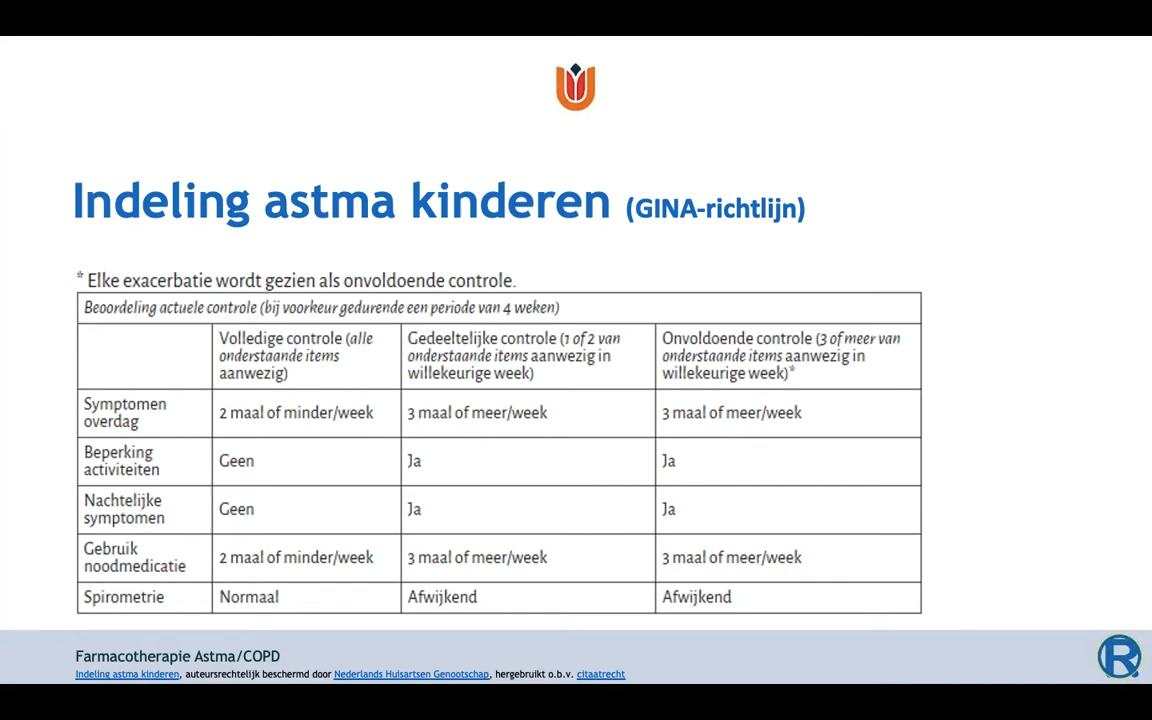 Indeling astma kinderen (GINA-richtlijn)
* Elke exacerbatie wordt gezien als onvoldoende controle.
Beoordeling actuele controle (bij voorkeur gedurende een periode van 4 weken)
Volledige controle (alle onderstaande items aanwezig)
Gedeeltelijke controle (1 of 2 van onderstaande items aanwezig in willekeurige week)
Onvoldoende controle (3 of meer van onderstaande items aanwezig in willekeurige week)*
Symptomen overdag 2 maal of minder/week 3 maal of meer/week 3 maal of meer/week
Beperking activiteiten Geen Ja Ja
Nachtelijke symptomen Geen Ja Ja
Gebruik noodmedicatie 2 maal of minder/week 3 maal of meer/week 3 maal of meer/week
Spirometrie Normaal Afwijkend Afwijkend
Farmacotherapie Astma/COPD
Indeling astma kinderen, auteursrechtelijk beschermd door Nederlands Huisartsen Genootschap, hergebruikt o.b.v. citaatrecht
R